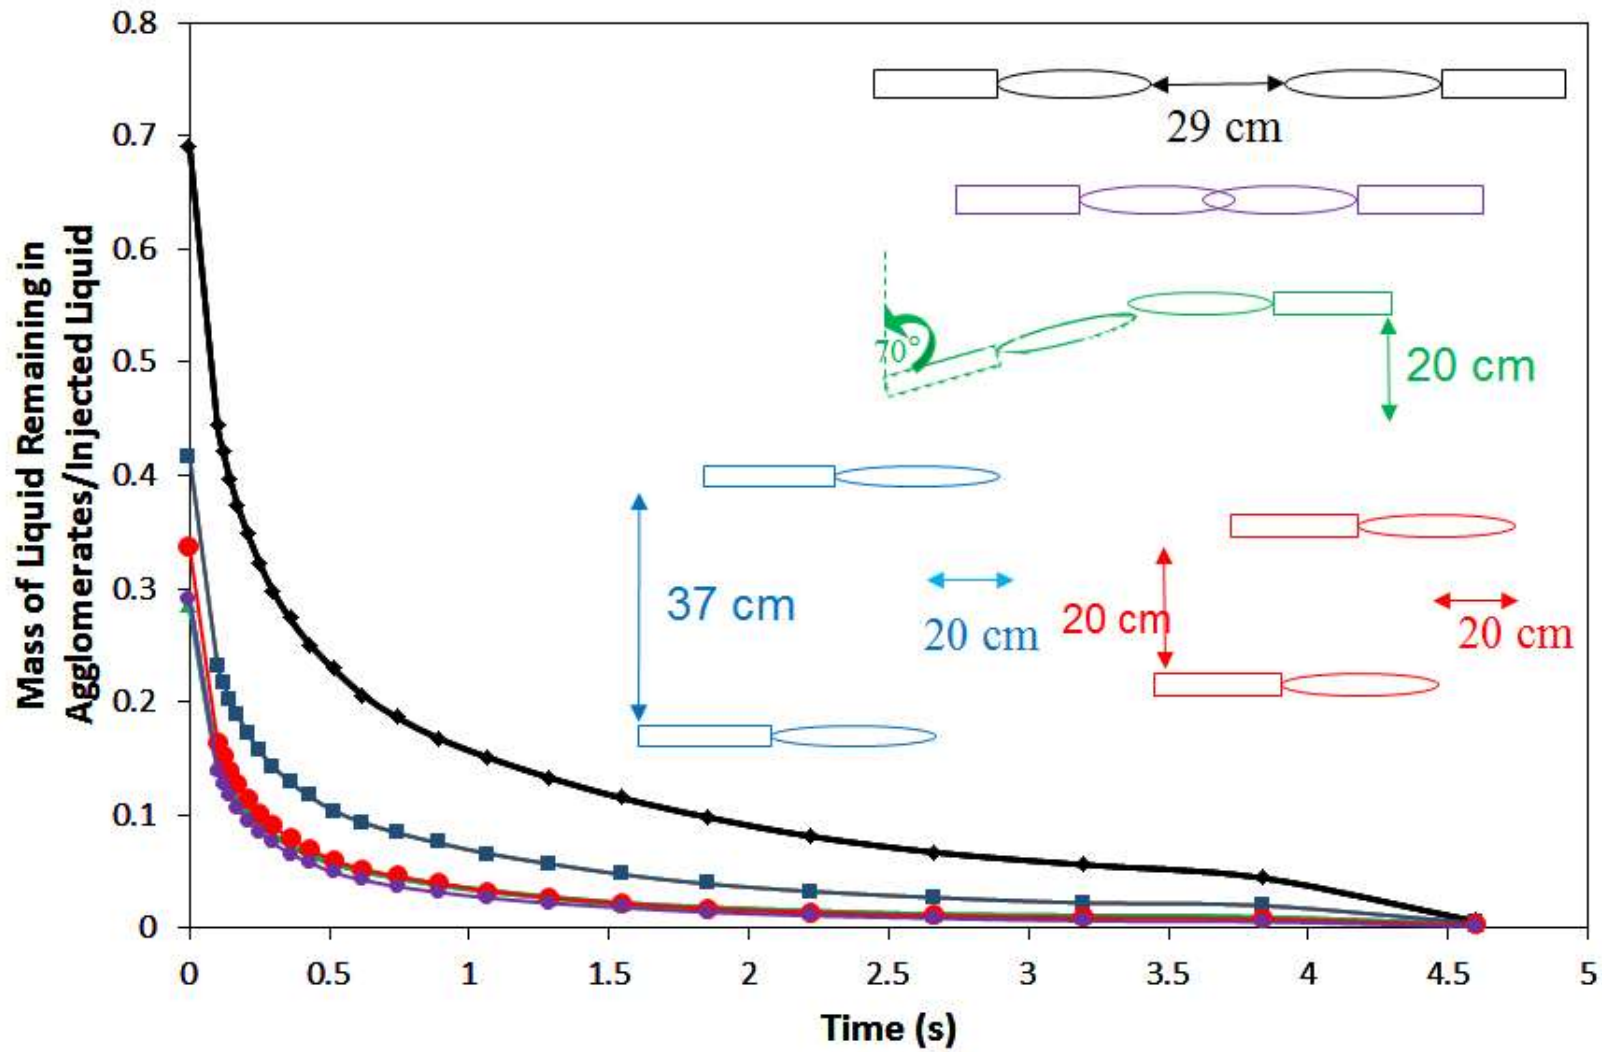 0.8
0.7
0.6
0.5
0.4
0.3
0.2
0.1
0
Mass of Liquid Remaining in
Agglomerates/Injected Liquid
29 cm
70°
20 cm
37 cm
20 cm
20 cm
20 cm
0 0.5 1 1.5 2 2.5 3 3.5 4 4.5 5
Time (s)